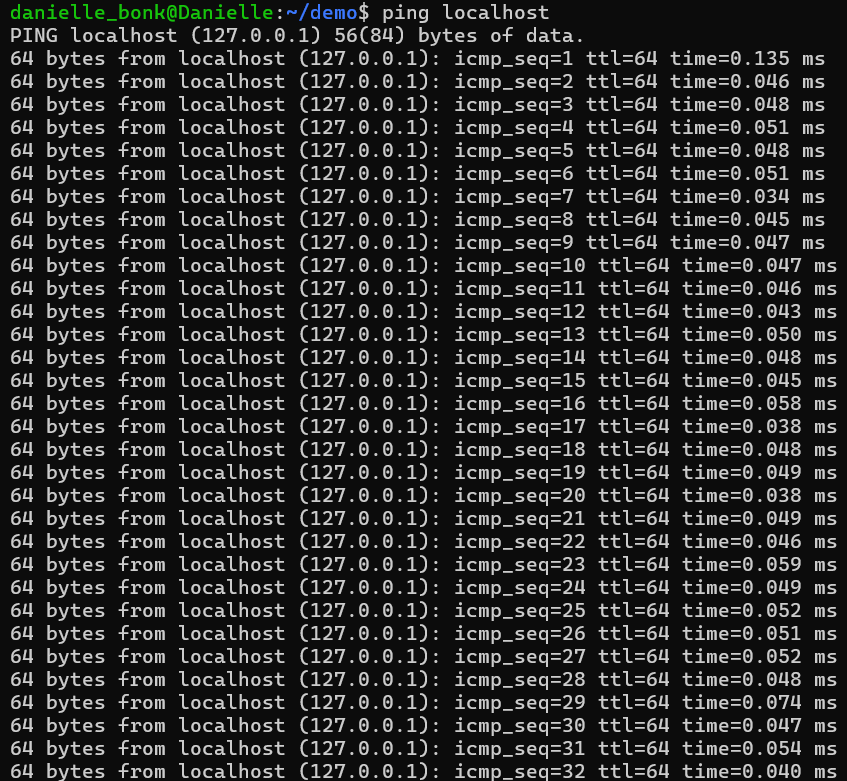 danielle_bonk@Danielle:~/demo$ ping localhost
PING localhost (127.0.0.1) 56(84) bytes of data.
64 bytes from localhost (127.0.0.1): icmp_seq=1 ttl=64 time=0.135 ms
64 bytes from localhost (127.0.0.1): icmp_seq=2 ttl=64 time=0.046 ms
64 bytes from localhost (127.0.0.1): icmp_seq=3 ttl=64 time=0.048 ms
64 bytes from localhost (127.0.0.1): icmp_seq=4 ttl=64 time=0.051 ms
64 bytes from localhost (127.0.0.1): icmp_seq=5 ttl=64 time=0.048 ms
64 bytes from localhost (127.0.0.1): icmp_seq=6 ttl=64 time=0.051 ms
64 bytes from localhost (127.0.0.1): icmp_seq=7 ttl=64 time=0.034 ms
64 bytes from localhost (127.0.0.1): icmp_seq=8 ttl=64 time=0.045 ms
64 bytes from localhost (127.0.0.1): icmp_seq=9 ttl=64 time=0.047 ms
64 bytes from localhost (127.0.0.1): icmp_seq=10 ttl=64 time=0.047 ms
64 bytes from localhost (127.0.0.1): icmp_seq=11 ttl=64 time=0.046 ms
64 bytes from localhost (127.0.0.1): icmp_seq=12 ttl=64 time=0.043 ms
64 bytes from localhost (127.0.0.1): icmp_seq=13 ttl=64 time=0.050 ms
64 bytes from localhost (127.0.0.1): icmp_seq=14 ttl=64 time=0.048 ms
64 bytes from localhost (127.0.0.1): icmp_seq=15 ttl=64 time=0.045 ms
64 bytes from localhost (127.0.0.1): icmp_seq=16 ttl=64 time=0.058 ms
64 bytes from localhost (127.0.0.1): icmp_seq=17 ttl=64 time=0.038 ms
64 bytes from localhost (127.0.0.1): icmp_seq=18 ttl=64 time=0.048 ms
64 bytes from localhost (127.0.0.1): icmp_seq=19 ttl=64 time=0.049 ms
64 bytes from localhost (127.0.0.1): icmp_seq=20 ttl=64 time=0.038 ms
64 bytes from localhost (127.0.0.1): icmp_seq=21 ttl=64 time=0.049 ms
64 bytes from localhost (127.0.0.1): icmp_seq=22 ttl=64 time=0.046 ms
64 bytes from localhost (127.0.0.1): icmp_seq=23 ttl=64 time=0.059 ms
64 bytes from localhost (127.0.0.1): icmp_seq=24 ttl=64 time=0.049 ms
64 bytes from localhost (127.0.0.1): icmp_seq=25 ttl=64 time=0.052 ms
64 bytes from localhost (127.0.0.1): icmp_seq=26 ttl=64 time=0.051 ms
64 bytes from localhost (127.0.0.1): icmp_seq=27 ttl=64 time=0.052 ms
64 bytes from localhost (127.0.0.1): icmp_seq=28 ttl=64 time=0.048 ms
64 bytes from localhost (127.0.0.1): icmp_seq=29 ttl=64 time=0.074 ms
64 bytes from localhost (127.0.0.1): icmp_seq=30 ttl=64 time=0.047 ms
64 bytes from localhost (127.0.0.1): icmp_seq=31 ttl=64 time=0.054 ms
64 bytes from localhost (127.0.0.1): icmp_seq=32 ttl=64 time=0.040 ms